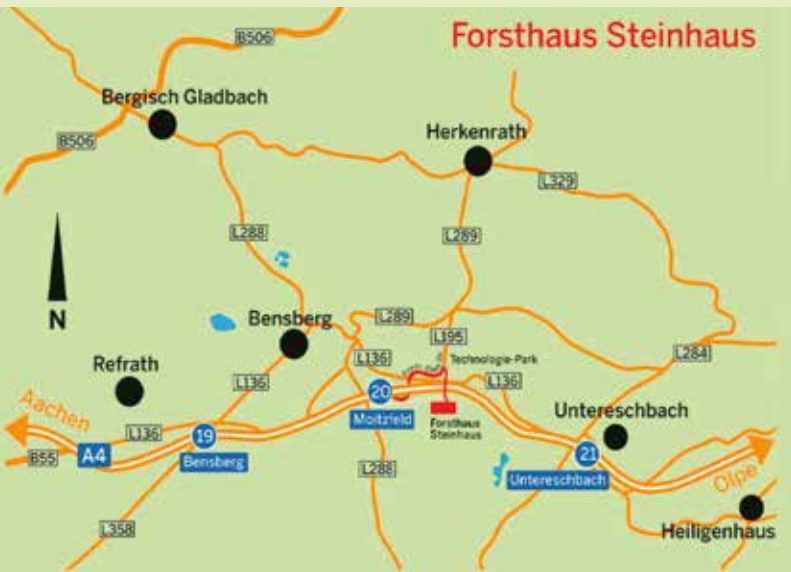 Forsthaus Steinhaus
B506
Bergisch Gladbach
B506
Herkenrath
L329
L288
L289
N
Bensberg
L289
L195
Technologie-Park
L284
Refrath
L136
L136
L136
Aachen
20
Moitzfeld
Forsthaus
Steinhaus
Untereschbach
L136
19
Bensberg
B55
A4
L288
21
Untereschbach
Olpe
L358
Heiligenhaus